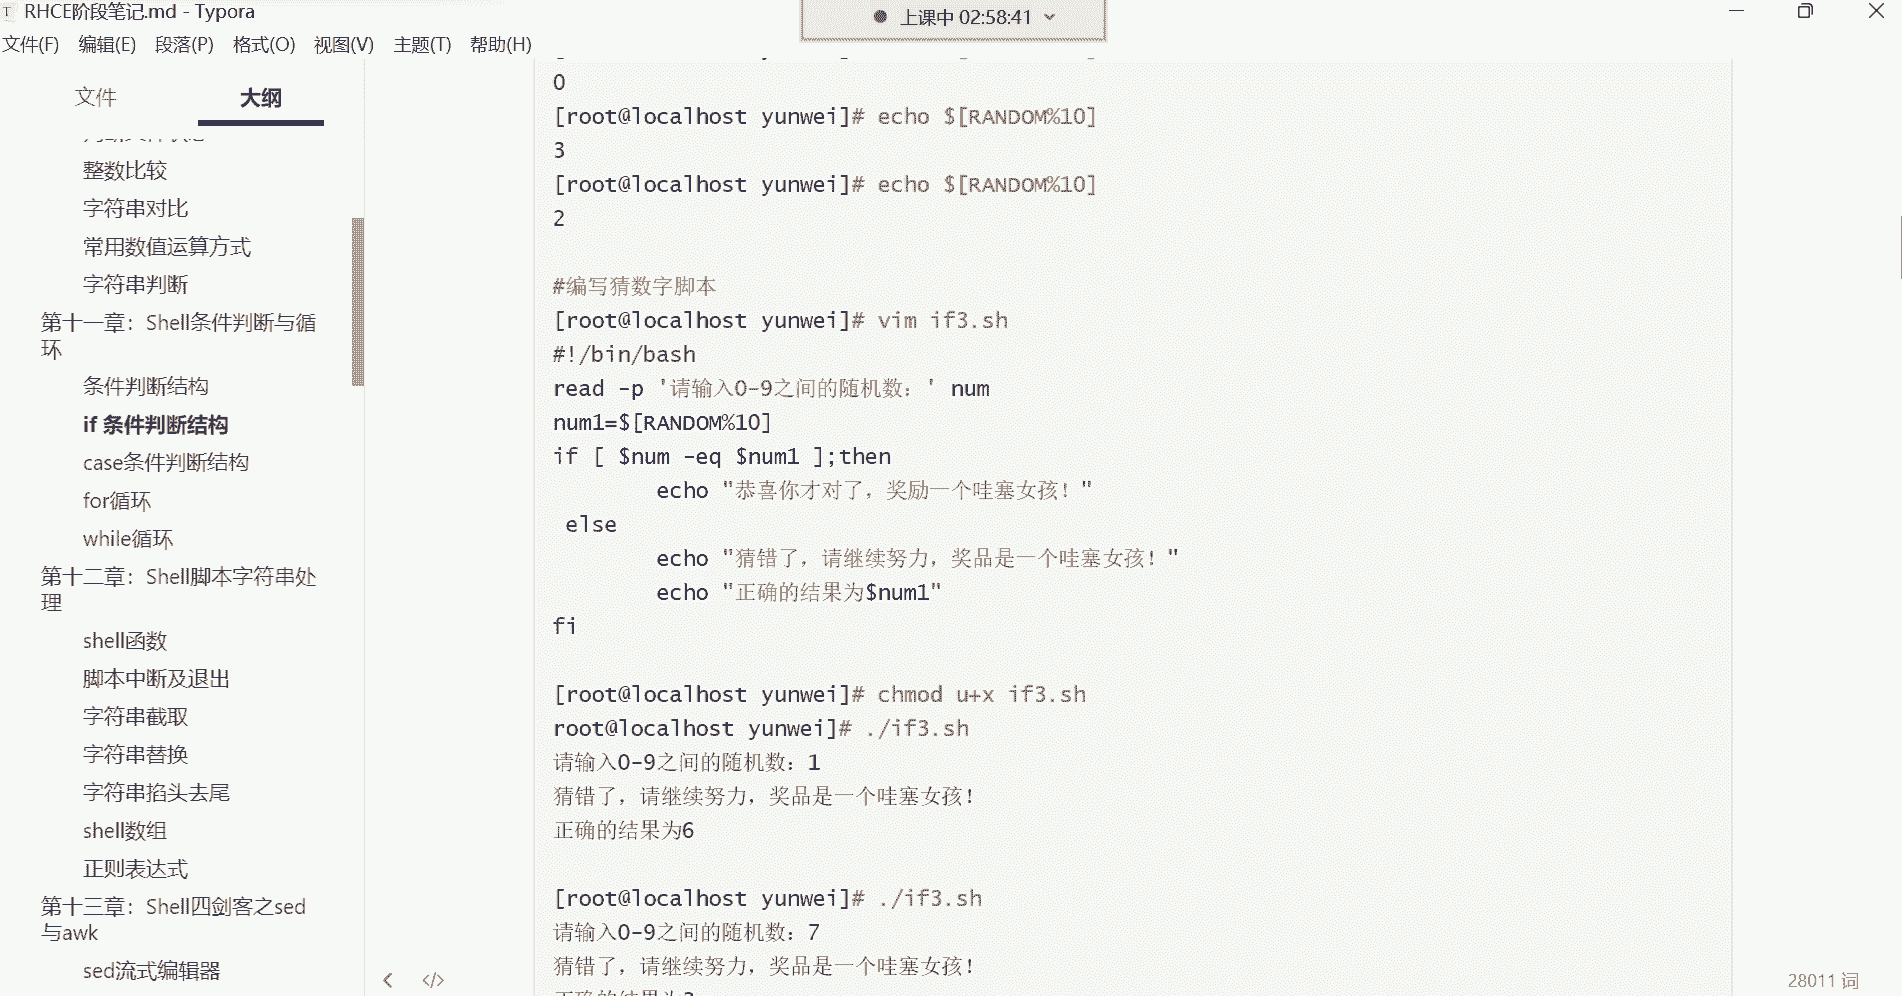 RHCE阶段笔记.md - Typora
上课中 02:58:41
文件(F) 编辑(E) 段落(P) 格式(O) 视图(V) 主题(T) 帮助(H)
文件 大纲
整数比较
字符串对比
常用数值运算方式
字符串判断
第十一章：Shell条件判断与循
环
条件判断结构
if 条件判断结构
case条件判断结构
for循环
while循环
第十二章：Shell脚本字符串处
理
shell函数
脚本中断及退出
字符串截取
字符串替换
字符串掐头去尾
shell数组
正则表达式
第十三章：Shell四剑客之sed
与awk
sed流式编辑器
0
[root@localhost yunwei]# echo $[RANDOM%10]
3
[root@localhost yunwei]# echo $[RANDOM%10]
2
#编写猜数字脚本
[root@localhost yunwei]# vim if3.sh
#!/bin/bash
read -p '请输入0-9之间的随机数：' num
num1=$[RANDOM%10]
if [ $num -eq $num1 ];then
echo "恭喜你才对了，奖励一个哇塞女孩！"
else
echo "猜错了，请继续努力，奖品是一个哇塞女孩！"
echo "正确的结果为$num1"
fi
[root@localhost yunwei]# chmod u+x if3.sh
root@localhost yunwei]# ./if3.sh
请输入0-9之间的随机数：1
猜错了，请继续努力，奖品是一个哇塞女孩！
正确的结果为6
[root@localhost yunwei]# ./if3.sh
请输入0-9之间的随机数：7
猜错了，请继续努力，奖品是一个哇塞女孩！
28011 词